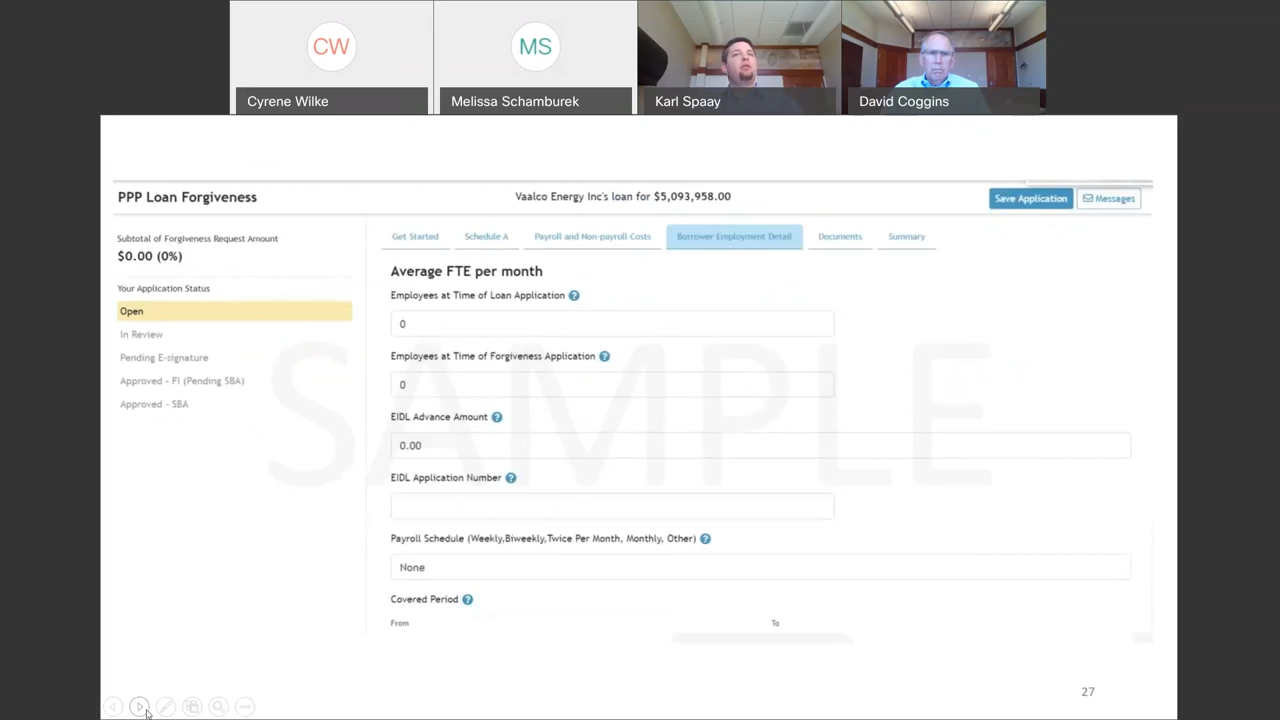 CW
MS
Cyrene Wilke
Melissa Schamburek
Karl Spaay
David Coggins
PPP Loan Forgiveness
Vaalco Energy Inc's loan for $5,093,958.00
Save Application
Messages
Subtotal of Forgiveness Request Amount
$0.00 (0%)
Your Application Status
Open
In Review
Pending E-signature
Approved - FI (Pending SBA)
Approved - SBA
Get Started
Schedule A
Payroll and Non-payroll Costs
Borrower Employment Detail
Documents
Summary
Average FTE per month
Employees at Time of Loan Application ?
0
Employees at Time of Forgiveness Application ?
0
EIDL Advance Amount ?
0.00
EIDL Application Number ?
Payroll Schedule (Weekly,Biweekly,Twice Per Month, Monthly, Other) ?
None
Covered Period ?
From
To
SAMPLE
27